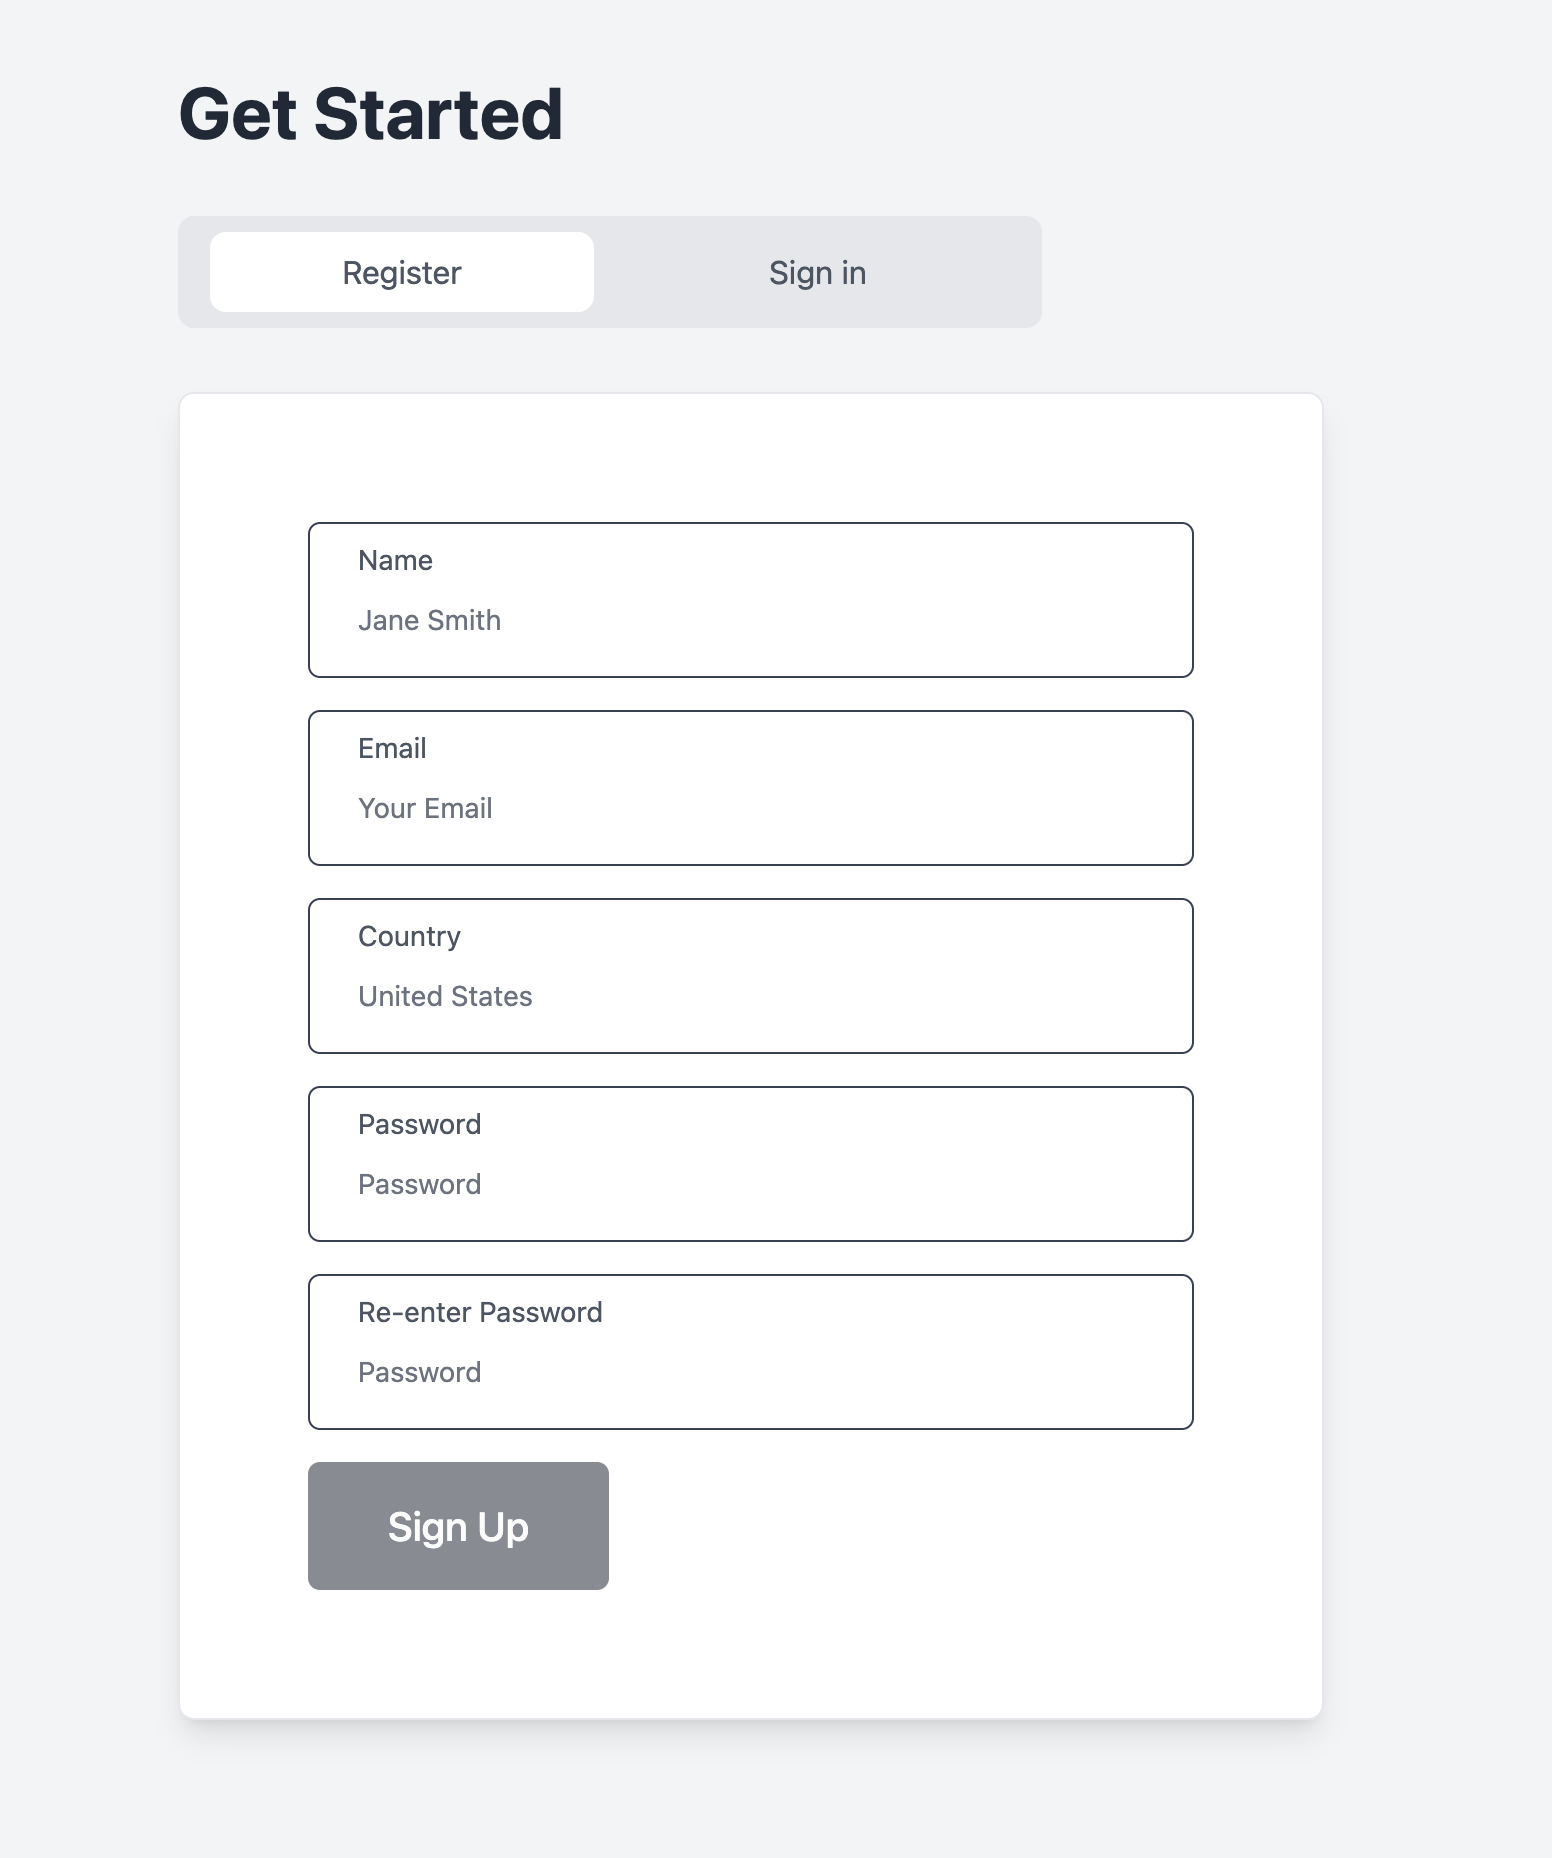 Get Started
Register
Sign in
Name
Jane Smith
Email
Your Email
Country
United States
Password
Password
Re-enter Password
Password
Sign Up